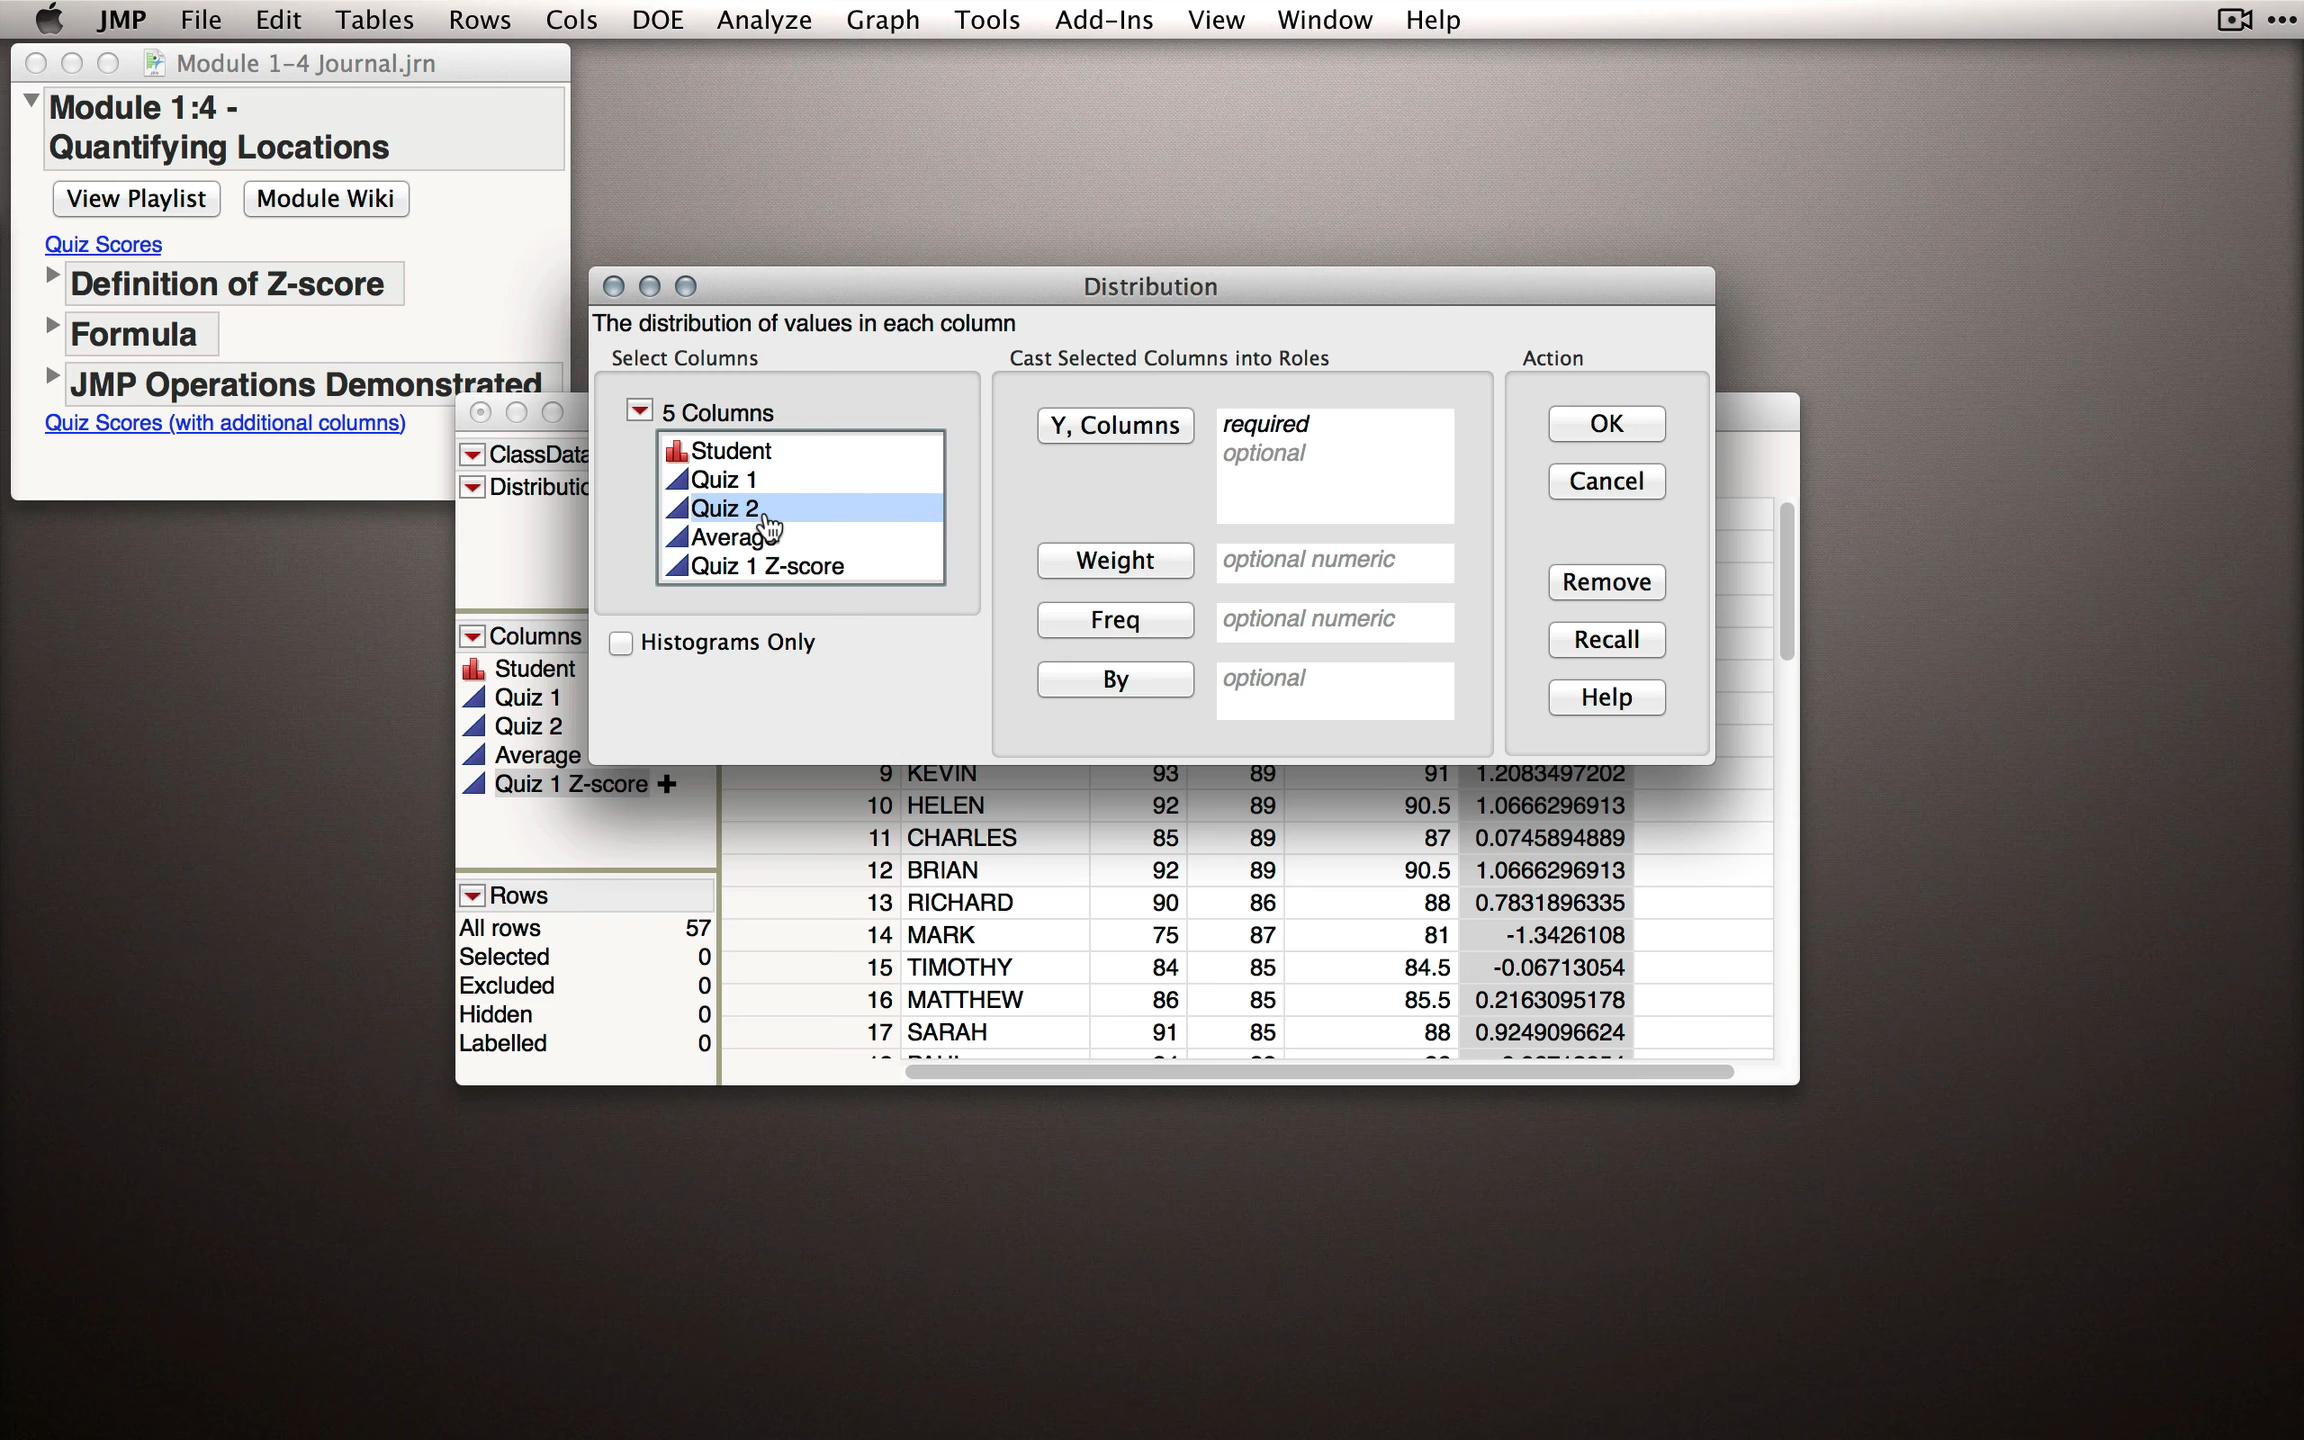 JMP File Edit Tables Rows Cols DOE Analyze Graph Tools Add-Ins View Window Help
Module 1-4 Journal.jrn
Module 1:4 -
Quantifying Locations
View Playlist Module Wiki
Quiz Scores
Definition of Z-score
Formula
JMP Operations Demonstrated
Quiz Scores (with additional columns)
Distribution
The distribution of values in each column
Select Columns
5 Columns
Student
Quiz 1
Quiz 2
Average
Quiz 1 Z-score
Histograms Only
Cast Selected Columns into Roles
Y, Columns required
optional
Weight optional numeric
Freq optional numeric
By optional
Action
OK
Cancel
Remove
Recall
Help
ClassData
Distributio
Columns
Student
Quiz 1
Quiz 2
Average
Quiz 1 Z-score
Rows
All rows 57
Selected 0
Excluded 0
Hidden 0
Labelled 0
9 KEVIN 93 89 91 1.2083497202
10 HELEN 92 89 90.5 1.0666296913
11 CHARLES 85 89 87 0.0745894889
12 BRIAN 92 89 90.5 1.0666296913
13 RICHARD 90 86 88 0.7831896335
14 MARK 75 87 81 -1.3426108
15 TIMOTHY 84 85 84.5 -0.06713054
16 MATTHEW 86 85 85.5 0.2163095178
17 SARAH 91 85 88 0.9249096624